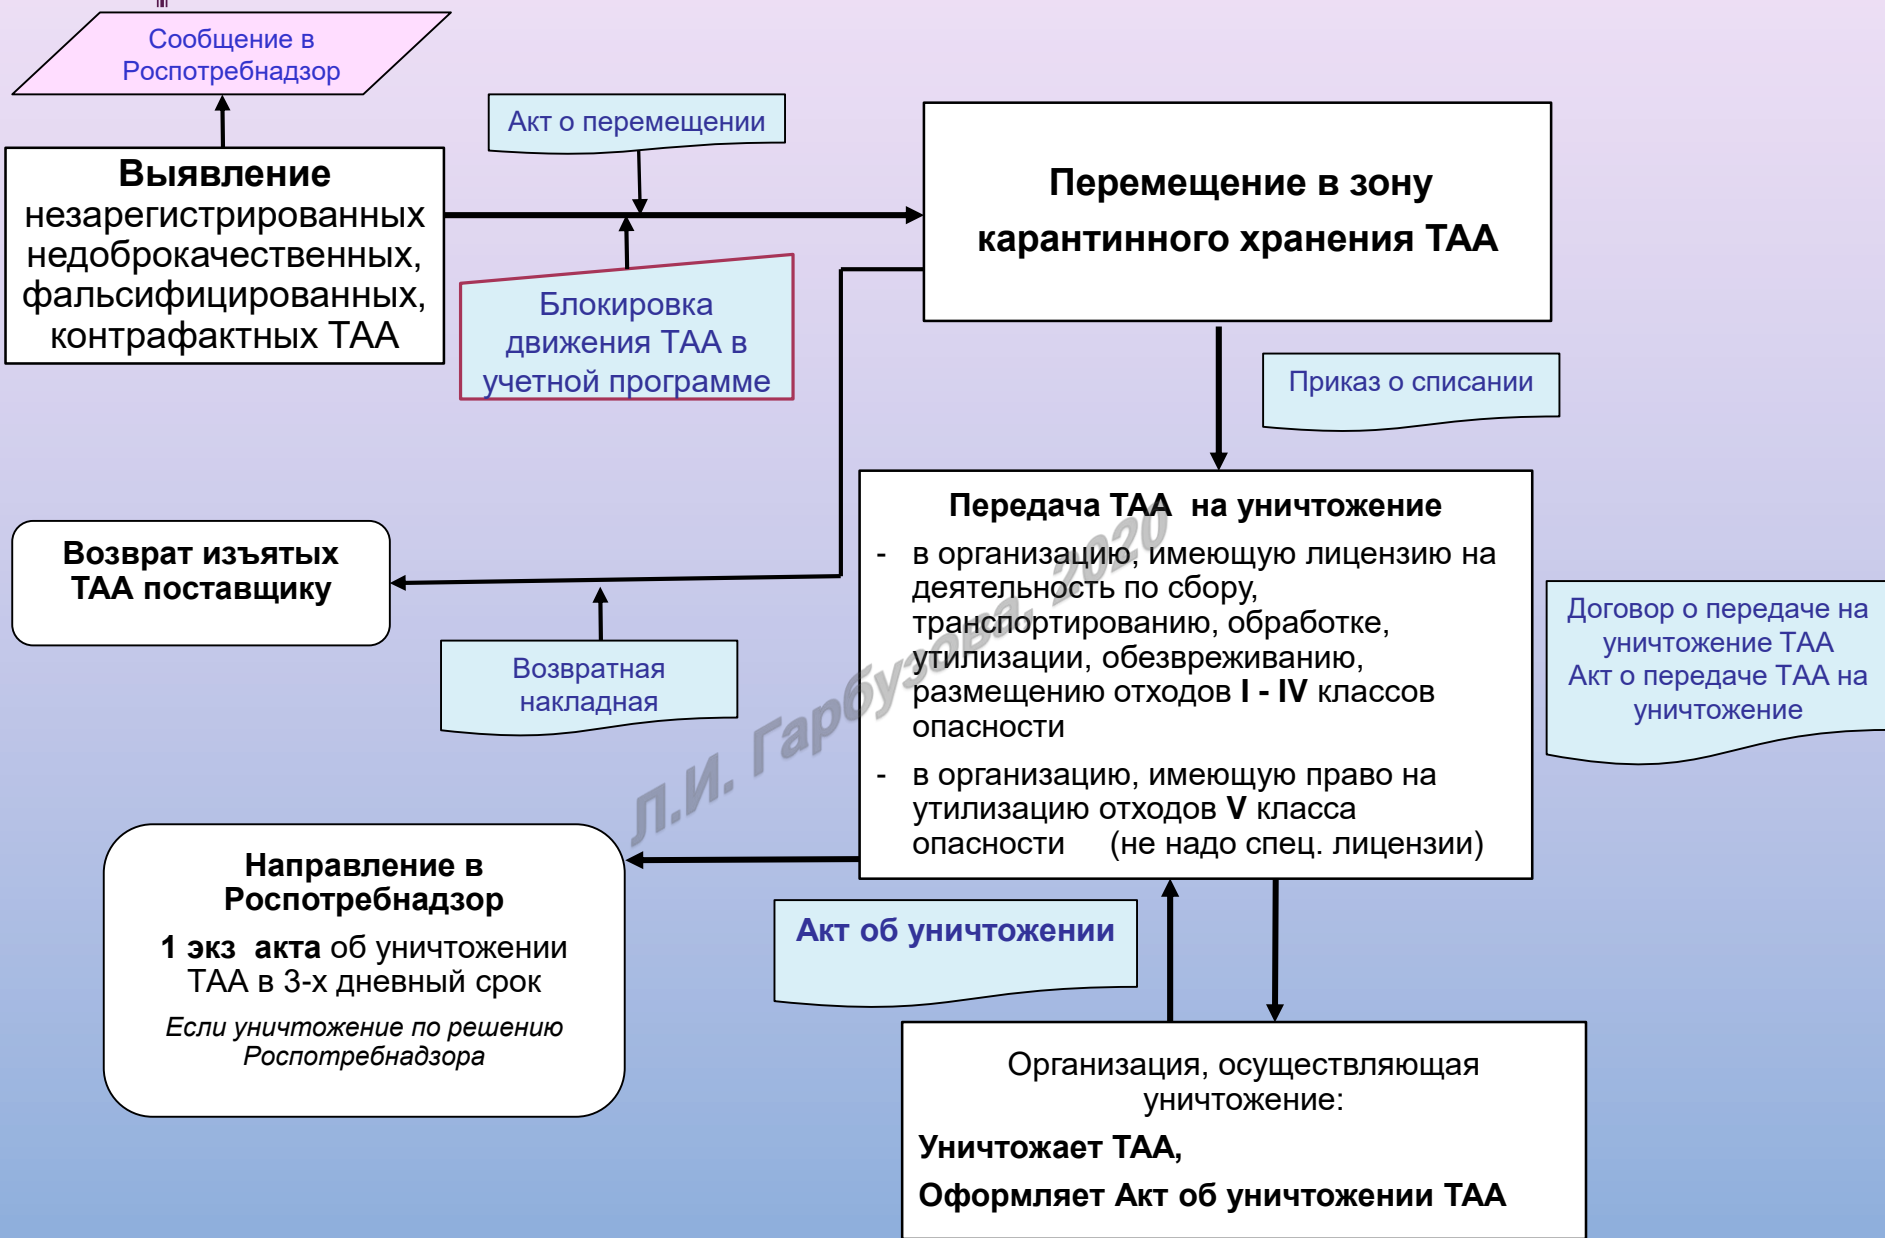 Сообщение в
Роспотребнадзор
Акт о перемещении
Выявление
незарегистрированных
недоброкачественных,
фальсифицированных,
контрафактных ТАА
Перемещение в зону
карантинного хранения ТАА
Блокировка
движения ТАА в
учетной программе
Приказ о списании
Возврат изъятых
ТАА поставщику
Возвратная
накладная
Передача ТАА на уничтожение
- в организацию, имеющую лицензию на
деятельность по сбору,
транспортированию, обработке,
утилизации, обезвреживанию,
размещению отходов I - IV классов
опасности
- в организацию, имеющую право на
утилизацию отходов V класса
опасности (не надо спец. лицензии)
Договор о передаче на
уничтожение ТАА
Акт о передаче ТАА на
уничтожение
Л.И. Гарбузова, 2020
Направление в
Роспотребнадзор
1 экз акта об уничтожении
ТАА в 3-х дневный срок
Если уничтожение по решению
Роспотребнадзора
Акт об уничтожении
Организация, осуществляющая
уничтожение:
Уничтожает ТАА,
Оформляет Акт об уничтожении ТАА